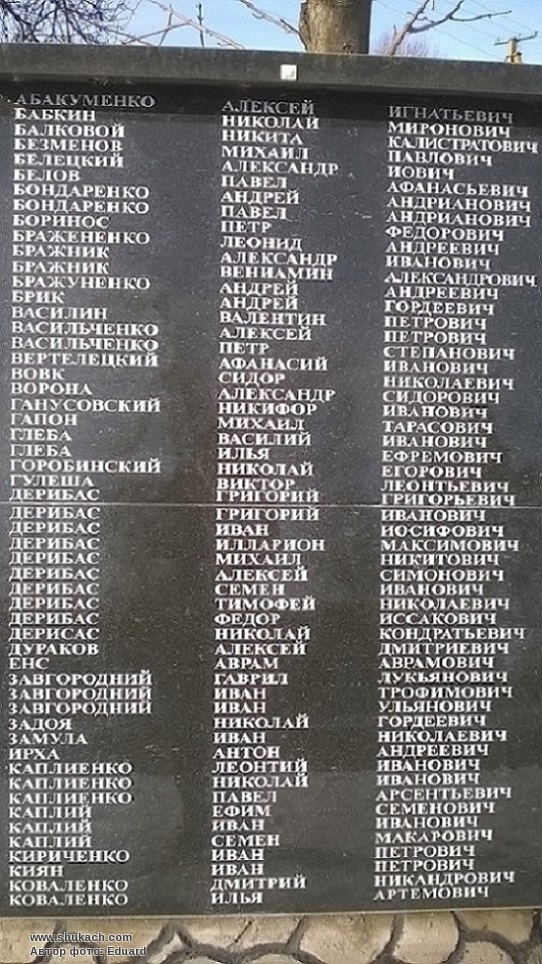 АБАКУМЕНКО АЛЕКСЕЙ ИГНАТЬЕВИЧ
БАБКИН НИКОЛАЙ МИРОНОВИЧ
БАЛКОВОЙ НИКИТА КАЛИСТРАТОВИЧ
БЕЗМЕНОВ МИХАИЛ ПАВЛОВИЧ
БЕЛЕЦКИЙ АЛЕКСАНДР ИОВИЧ
БЕЛОВ ПАВЕЛ АФАНАСЬЕВИЧ
БОНДАРЕНКО АНДРЕЙ АНДРИАНОВИЧ
БОНДАРЕНКО ПАВЕЛ АНДРИАНОВИЧ
БОРИНОС ПЕТР ФЕДОРОВИЧ
БРАЖЕНЕНКО ЛЕОНИД АНДРЕЕВИЧ
БРАЖНИК АЛЕКСАНДР ИВАНОВИЧ
БРАЖНИК ВЕНИАМИН АЛЕКСАНДРОВИЧ
БРАЖУНЕНКО АНДРЕЙ АНДРЕЕВИЧ
БРИК АНДРЕЙ ГОРДЕЕВИЧ
ВАСИЛИН ВАЛЕНТИН ПЕТРОВИЧ
ВАСИЛЬЧЕНКО АЛЕКСЕЙ ПЕТРОВИЧ
ВАСИЛЬЧЕНКО ПЕТР СТЕПАНОВИЧ
ВЕРТЕЛЕЦКИЙ АФАНАСИЙ ИВАНОВИЧ
ВОВК СИДОР НИКОЛАЕВИЧ
ВОРОНА АЛЕКСАНДР СИДОРОВИЧ
ГАНУСОВСКИЙ НИКИФОР ИВАНОВИЧ
ГАПОН МИХАИЛ ТАРАСОВИЧ
ГЛЕБА ВАСИЛИЙ ИВАНОВИЧ
ГЛЕБА ИЛЬЯ ЕФРЕМОВИЧ
ГОРОБИНСКИЙ НИКОЛАЙ ЕГОРОВИЧ
ГУЛЕША ВИКТОР ЛЕОНТЬЕВИЧ
ДЕРИБАС ГРИГОРИЙ ГРИГОРЬЕВИЧ
ДЕРИБАС ГРИГОРИЙ ИВАНОВИЧ
ДЕРИБАС ИВАН ИОСИФОВИЧ
ДЕРИБАС ИЛЛАРИОН МАКСИМОВИЧ
ДЕРИБАС МИХАИЛ НИКИТОВИЧ
ДЕРИБАС АЛЕКСЕЙ СИМОНОВИЧ
ДЕРИБАС СЕМЕН ИВАНОВИЧ
ДЕРИБАС ТИМОФЕЙ НИКОЛАЕВИЧ
ДЕРИБАС ФЕДОР ИССАКОВИЧ
ДЕРИСАС НИКОЛАЙ КОНДРАТЬЕВИЧ
ДУРАКОВ АЛЕКСЕЙ ДМИТРИЕВИЧ
ЕНС АВРАМ АВРАМОВИЧ
ЗАВГОРОДНИЙ ГАВРИЛ ЛУКЬЯНОВИЧ
ЗАВГОРОДНИЙ ИВАН ТРОФИМОВИЧ
ЗАВГОРОДНИЙ ИВАН УЛЬЯНОВИЧ
ЗАДОЯ НИКОЛАЙ ГОРДЕЕВИЧ
ЗАМУЛА ИВАН НИКОЛАЕВИЧ
ИРХА АНТОН АНДРЕЕВИЧ
КАПЛИЕНКО ЛЕОНТИЙ ИВАНОВИЧ
КАПЛИЕНКО НИКОЛАЙ ИВАНОВИЧ
КАПЛИЕНКО ПАВЕЛ АРСЕНТЬЕВИЧ
КАПЛИЙ ЕФИМ СЕМЕНОВИЧ
КАПЛИЙ ИВАН ИВАНОВИЧ
КАПЛИЙ СЕМЕН МАКАРОВИЧ
КИРИЧЕНКО ИВАН ПЕТРОВИЧ
КИЯН ИВАН ПЕТРОВИЧ
КОВАЛЕНКО ДМИТРИЙ НИКАНДРОВИЧ
КОВАЛЕНКО ИЛЬЯ АРТЕМОВИЧ
www.shukach.com
Автор фото: Eduard